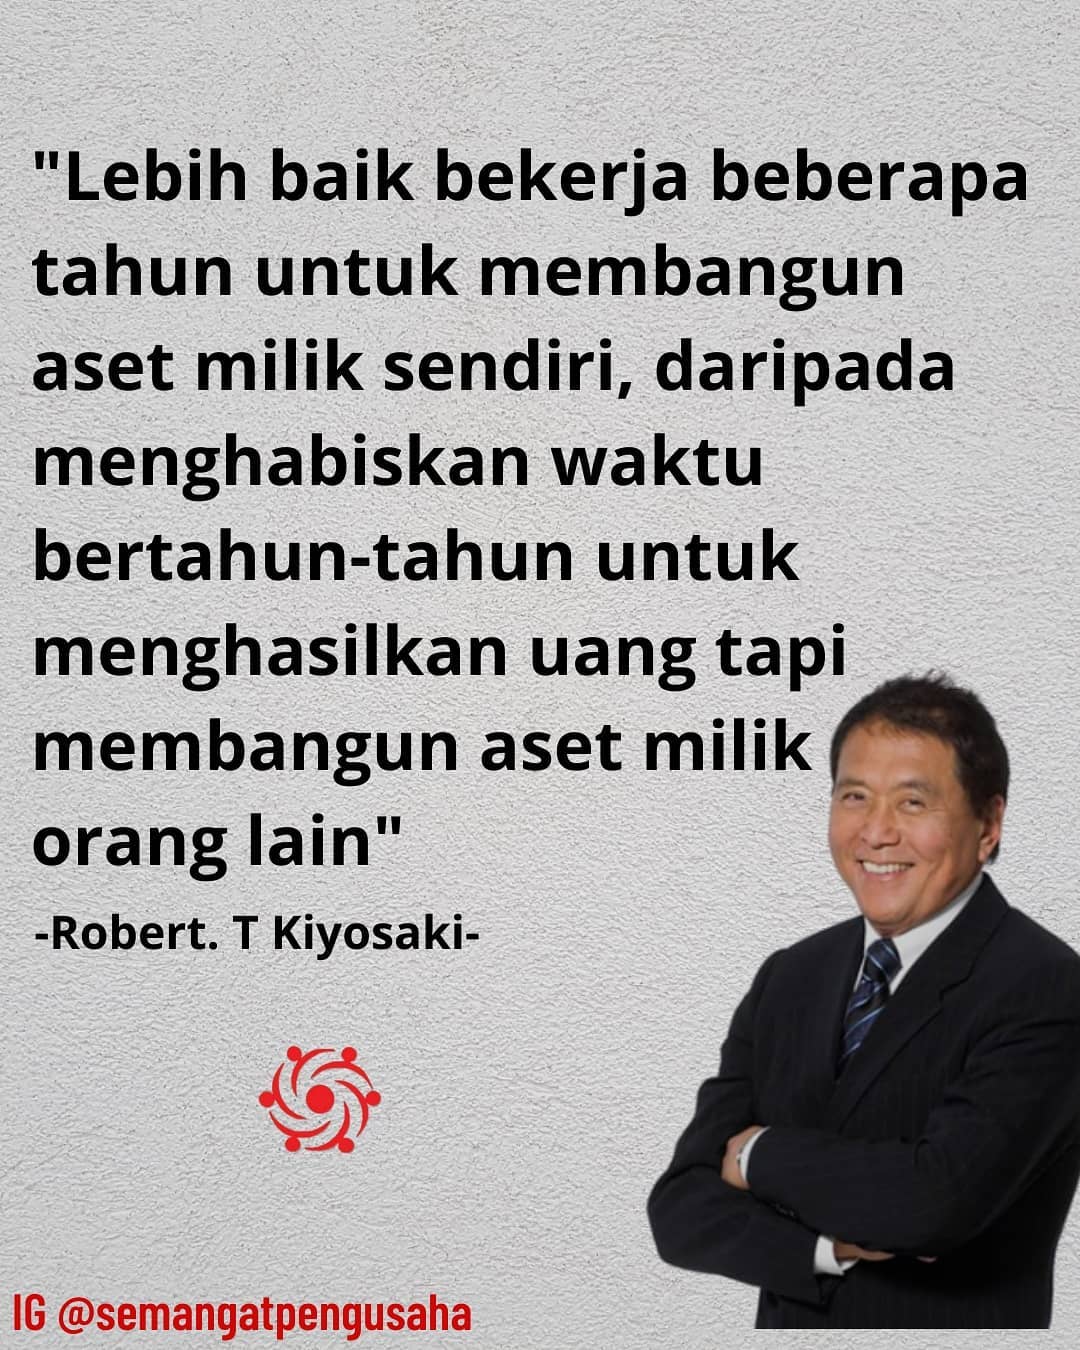 "Lebih baik bekerja beberapa
tahun untuk membangun
aset milik sendiri, daripada
menghabiskan waktu
bertahun-tahun untuk
menghasilkan uang tapi
membangun aset milik
orang lain"
-Robert. T Kiyosaki-
IG @semangatpengusaha